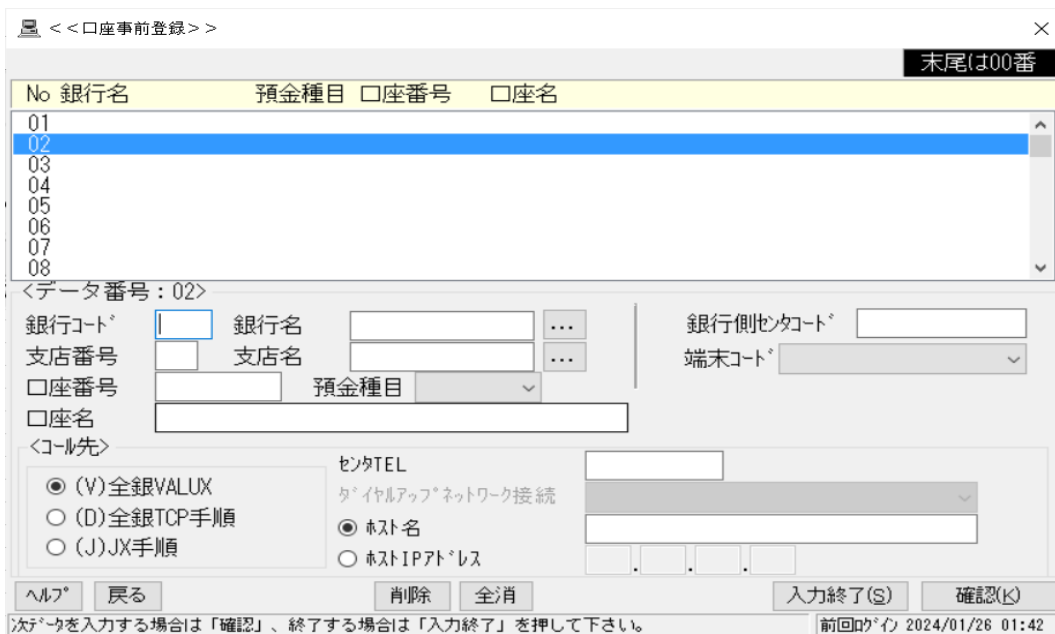 <<口座事前登録>>
末尾は00番
No 銀行名 預金種目 口座番号 口座名
01
02
03
04
05
06
07
08
<データ番号：02>
銀行ｺｰﾄﾞ 銀行名 ... 銀行側ｾﾝﾀｺｰﾄﾞ
支店番号 支店名 ... 端末ｺｰﾄﾞ
口座番号 預金種目
口座名
<ｺｰﾙ先>
(V)全銀VALUX
(D)全銀TCP手順
(J)JX手順
ｾﾝﾀTEL
ﾀﾞｲﾔﾙｱｯﾌﾟﾈｯﾄﾜｰｸ接続
ﾎｽﾄ名
ﾎｽﾄIPｱﾄﾞﾚｽ . . .
ﾍﾙﾌﾟ 戻る 削除 全消 入力終了(S) 確認(K)
次ﾃﾞｰﾀを入力する場合は「確認」、終了する場合は「入力終了」を押して下さい。 前回ﾛｸﾞｲﾝ 2024/01/26 01:42